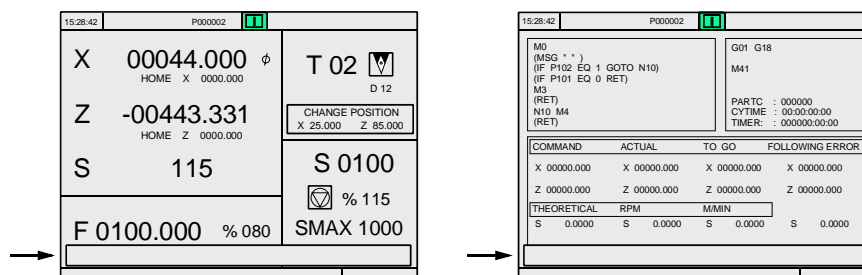 15:28:42 P000002
X 00044.000 ϕ
HOME X 0000.000
Z -00443.331
HOME Z 0000.000
S 115
F 0100.000 % 080
T 02
D 12
CHANGE POSITION
X 25.000 Z 85.000
S 0100
% 115
SMAX 1000
15:28:42 P000002
M0
(MSG " " )
(IF P102 EQ 1 GOTO N10)
(IF P101 EQ 0 RET)
M3
(RET)
N10 M4
(RET)
G01 G18
M41
PARTC : 000000
CYTIME : 00:00:00:00
TIMER: : 000000:00:00
COMMAND ACTUAL TO GO FOLLOWING ERROR
X 00000.000 X 00000.000 X 00000.000 X 00000.000
Z 00000.000 Z 00000.000 Z 00000.000 Z 00000.000
THEORETICAL RPM M/MIN
S 0.0000 S 0.0000 S 0.0000 S 0.0000